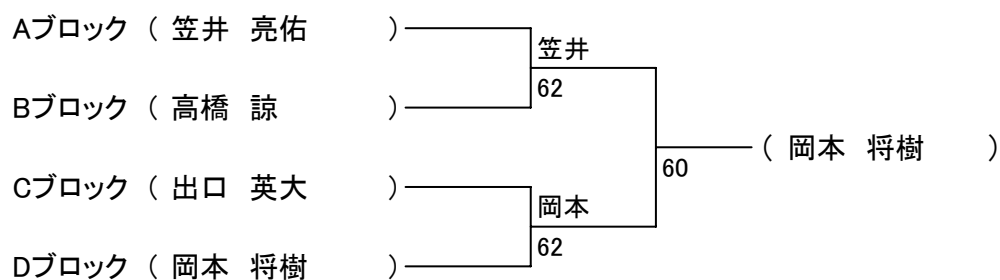 Aブロック （ 笠井　亮佑　　　）
笠井
62
Bブロック （ 高橋　諒　　　）
（ 岡本　将樹　　）
60
Cブロック （ 出口　英大　　　）
岡本
62
Dブロック （ 岡本　将樹　　　）